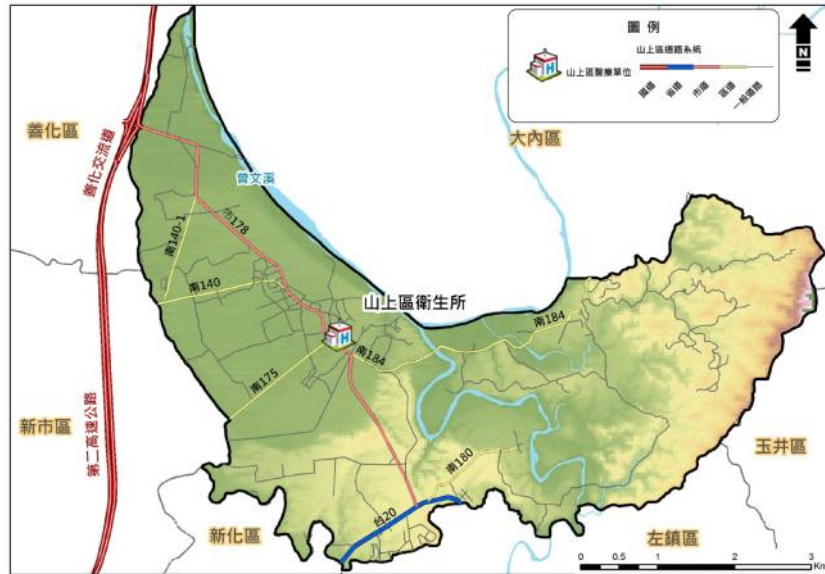 圖 例
山上區醫療單位
山上區道路系統
國道
省道
市道
區道
一般道路
N
善化區
大內區
善化交流道
曾文溪
市178
南140-1
南140
山上區衛生所
H
南184
南184
南175
第二高速公路
新市區
玉井區
南180
台20
新化區
左鎮區
0 0.5 1 2 3
Km